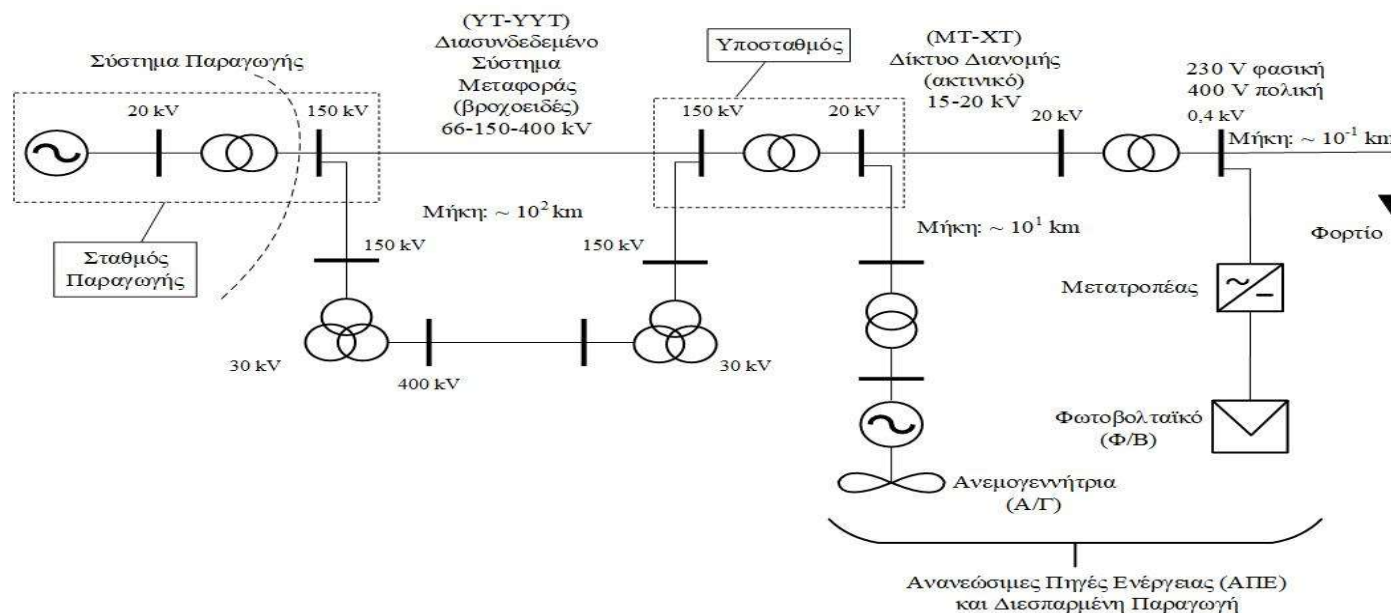 (ΥΤ-ΥΥΤ)
Διασυνδεδεμένο
Σύστημα
Μεταφοράς
(βροχοειδές)
66-150-400 kV
Υποσταθμός
(ΜΤ-ΧΤ)
Δίκτυο Διανομής
(ακτινικό)
15-20 kV
230 V φασική
400 V πολική
Σύστημα Παραγωγής
20 kV
150 kV
150 kV
20 kV
20 kV
0,4 kV
Μήκη: ~ 10-1 km
Μήκη: ~ 102 km
Μήκη: ~ 101 km
Φορτίο
Σταθμός
Παραγωγής
150 kV
150 kV
Μετατροπέας
30 kV
400 kV
30 kV
Φωτοβολταϊκό
(Φ/Β)
Ανεμογεννήτρια
(Α/Γ)
Ανανεώσιμες Πηγές Ενέργειας (ΑΠΕ)
και Διεσπαρμένη Παραγωγή